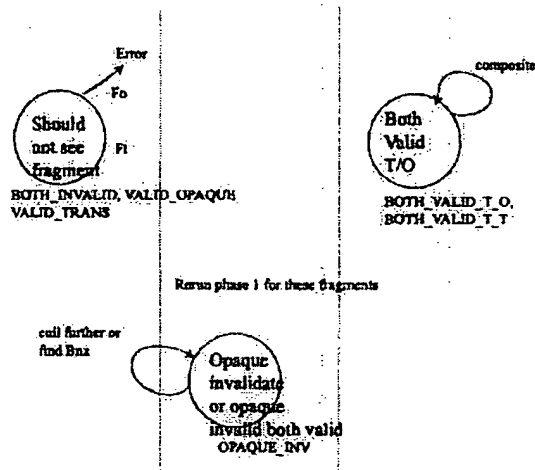 Error
Fo
Should
not see
fragment
Fi
BOTH_INVALID, VALID_OPAQUE
VALID_TRANS
composite
Both
Valid
T/O
BOTH_VALID_T_O,
BOTH_VALID_T_T
Rerun phase 1 for these fragments
cull further or
find Bnz
Opaque
invalidate
or opaque
invalid both valid
OPAQUE_INV